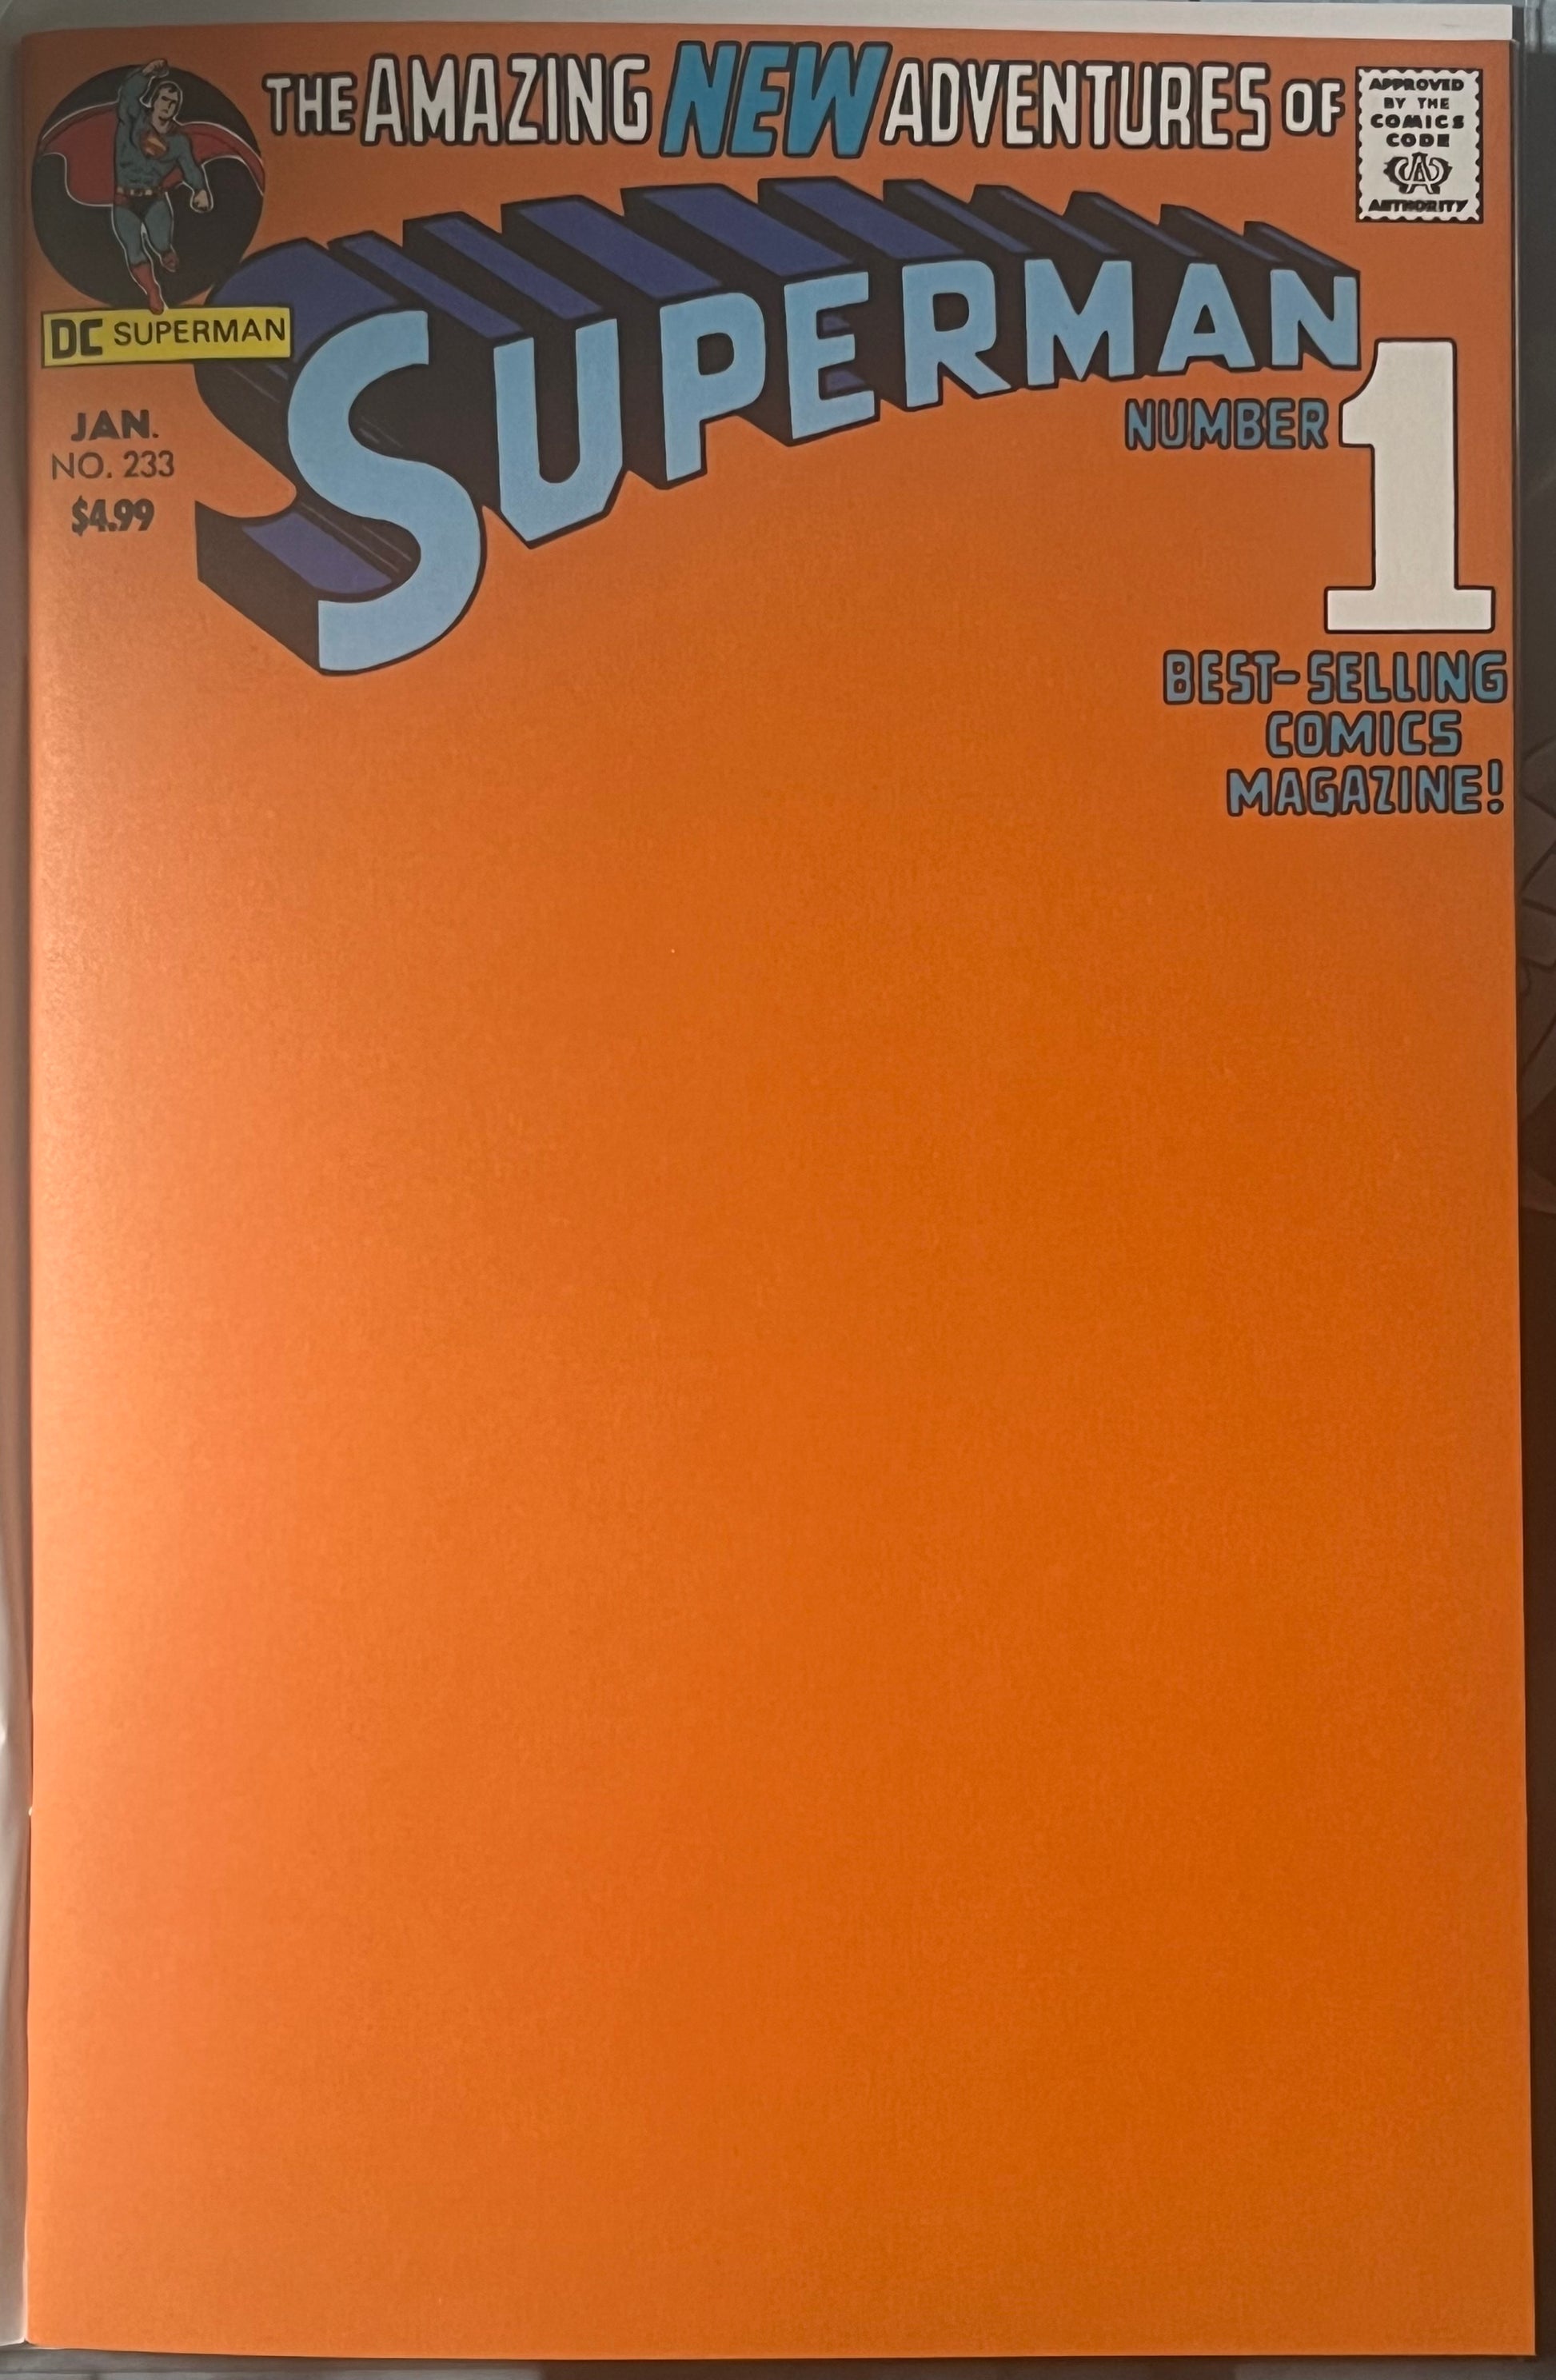 THE AMAZING NEW ADVENTURES OF
SUPERMAN
APPROVED
BY THE
COMICS
CODE
CA
AUTHORITY
DC SUPERMAN
JAN.
NO. 233
$4.99
NUMBER 1
BEST-SELLING
COMICS
MAGAZINE!